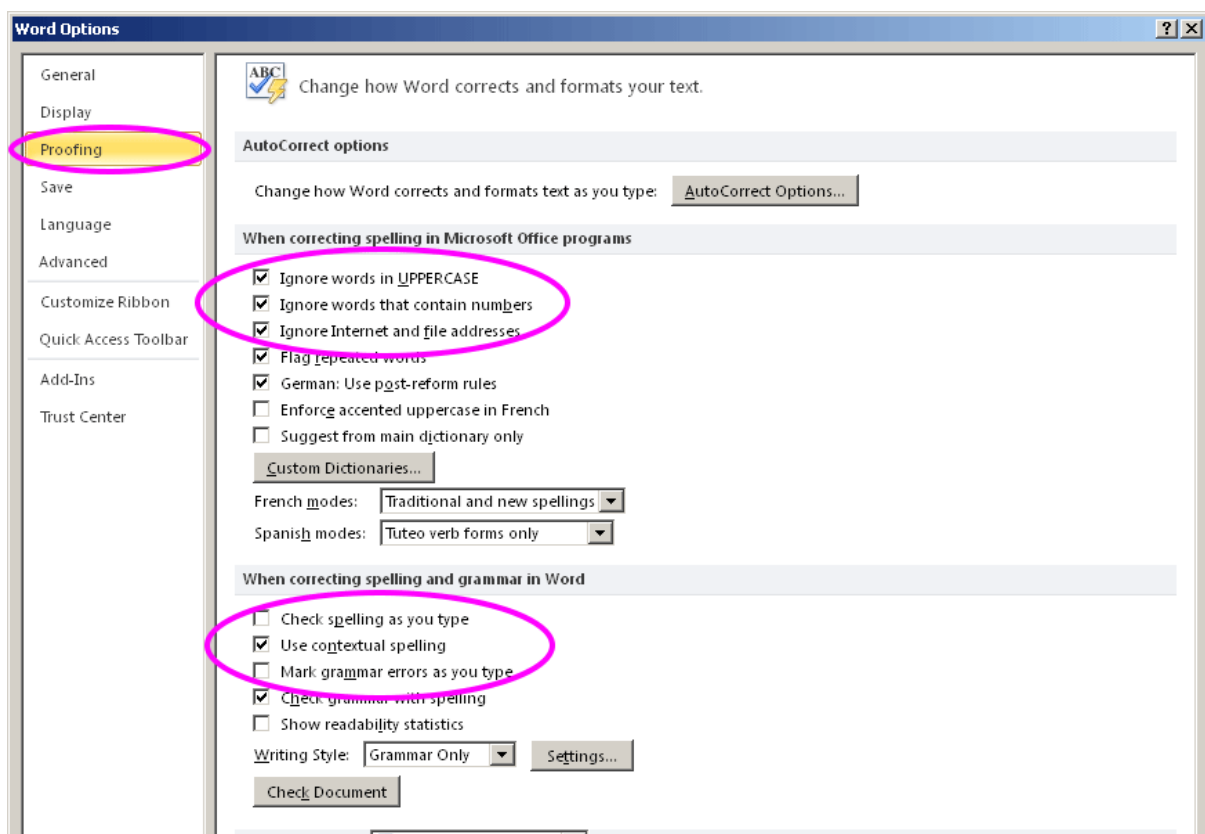 Word Options
General
Display
Proofing
Save
Language
Advanced
Customize Ribbon
Quick Access Toolbar
Add-Ins
Trust Center
ABC
Change how Word corrects and formats your text.
AutoCorrect options
Change how Word corrects and formats text as you type: AutoCorrect Options...
When correcting spelling in Microsoft Office programs
Ignore words in UPPERCASE
Ignore words that contain numbers
Ignore Internet and file addresses
Flag repeated words
German: Use post-reform rules
Enforce accented uppercase in French
Suggest from main dictionary only
Custom Dictionaries...
French modes: Traditional and new spellings
Spanish modes: Tuteo verb forms only
When correcting spelling and grammar in Word
Check spelling as you type
Use contextual spelling
Mark grammar errors as you type
Check grammar with spelling
Show readability statistics
Writing Style: Grammar Only Settings...
Check Document